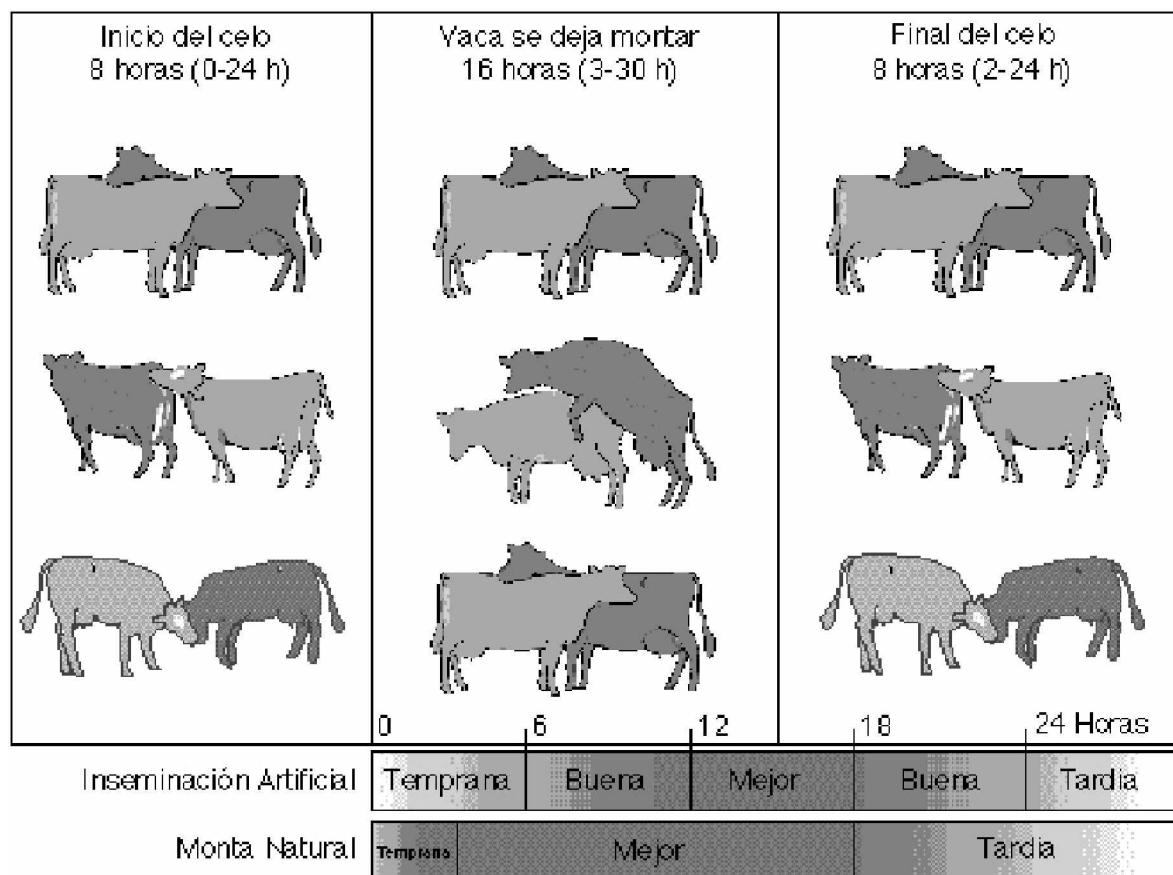 Inicio del celo
8 horas (0-24 h)
Vaca se deja montar
16 horas (3-30 h)
Final del celo
8 horas (2-24 h)
0 6 12 18 24 Horas
Inseminación Artificial Temprana Buena Mejor Buena Tardia
Monta Natural Temprana Mejor Tardia